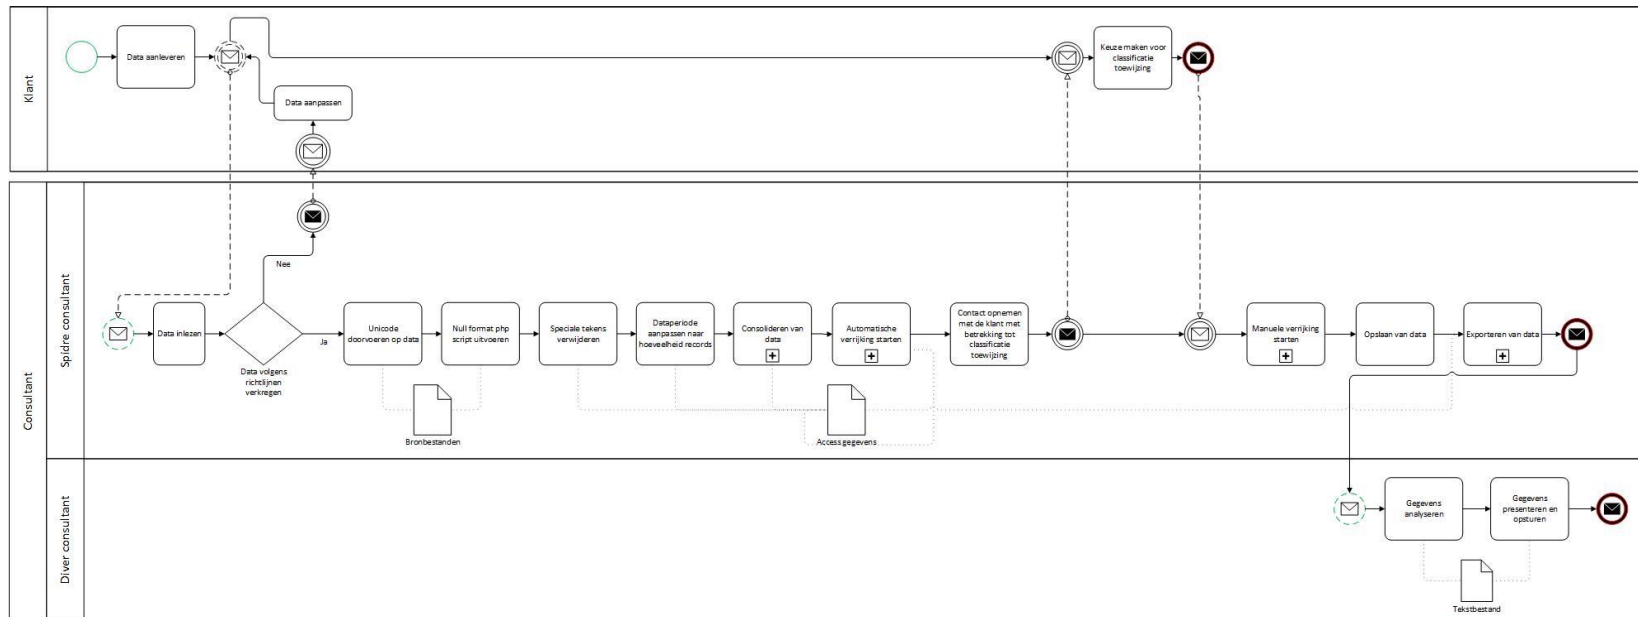 Klant
Data aanleveren
Data aanpassen
Keuze maken voor
classificatie
toewijzing
Consultant
Spidre consultant
Nee
Data inlezen
Ja
Data volgens
richtlijnen
verkregen
Unicode
doorvoeren op data
Null format php
script uitvoeren
Speciale tekens
verwijderen
Dataperiode
aanpassen naar
hoeveelheid records
Consolideren van
data
Automatische
verrijking starten
Contact opnemen
met de klant met
betrekking tot
classificatie
toewijzing
Manuele verrijking
starten
Opslaan van data
Exporteren van data
Bronbestanden
Access gegevens
Diver consultant
Gegevens
analyseren
Gegevens
presenteren en
opsturen
Tekstbestand